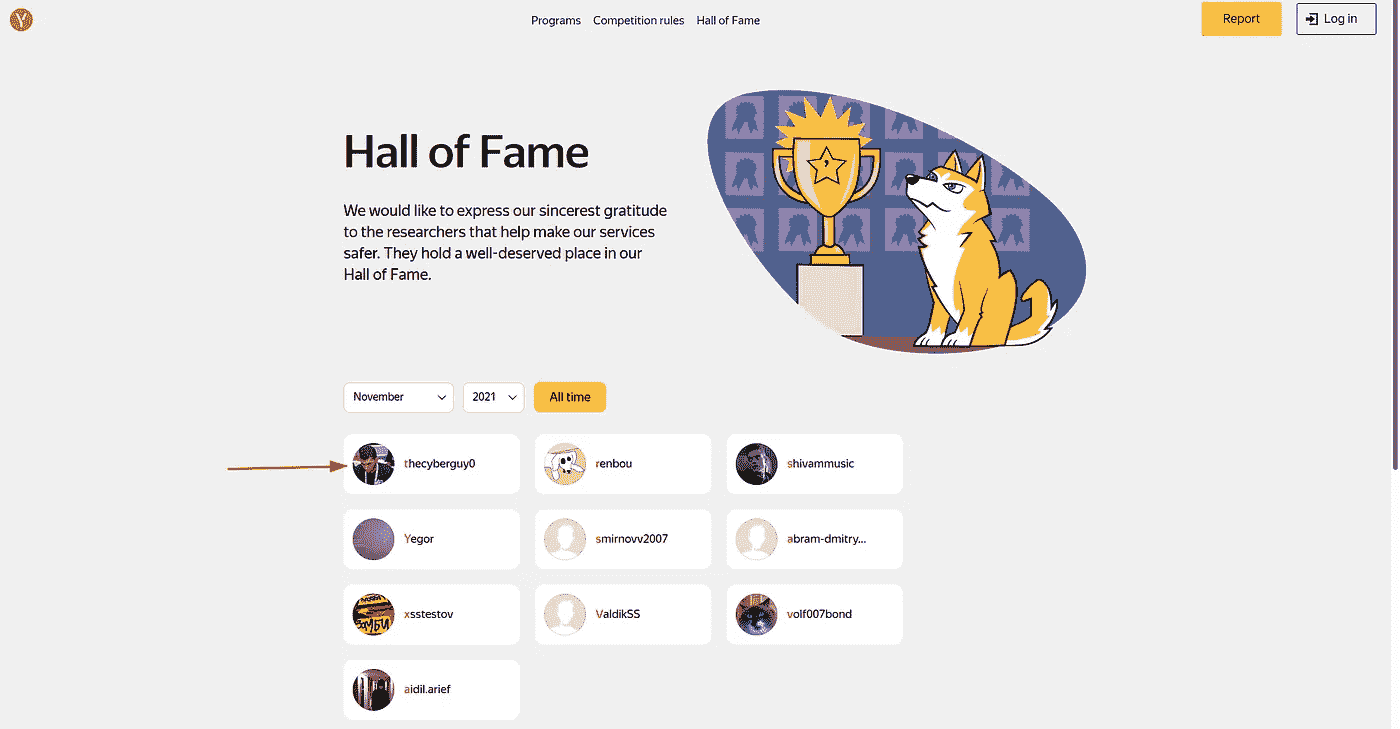 Programs Competition rules Hall of Fame
Report
Log in
Hall of Fame
We would like to express our sincerest gratitude
to the researchers that help make our services
safer. They hold a well-deserved place in our
Hall of Fame.
November 2021 All time
thecyberguy0 renbou shivammusic
Yegor smirnovv2007 abram-dmitry...
xsstestov ValdikSS volf007bond
aidil.arief